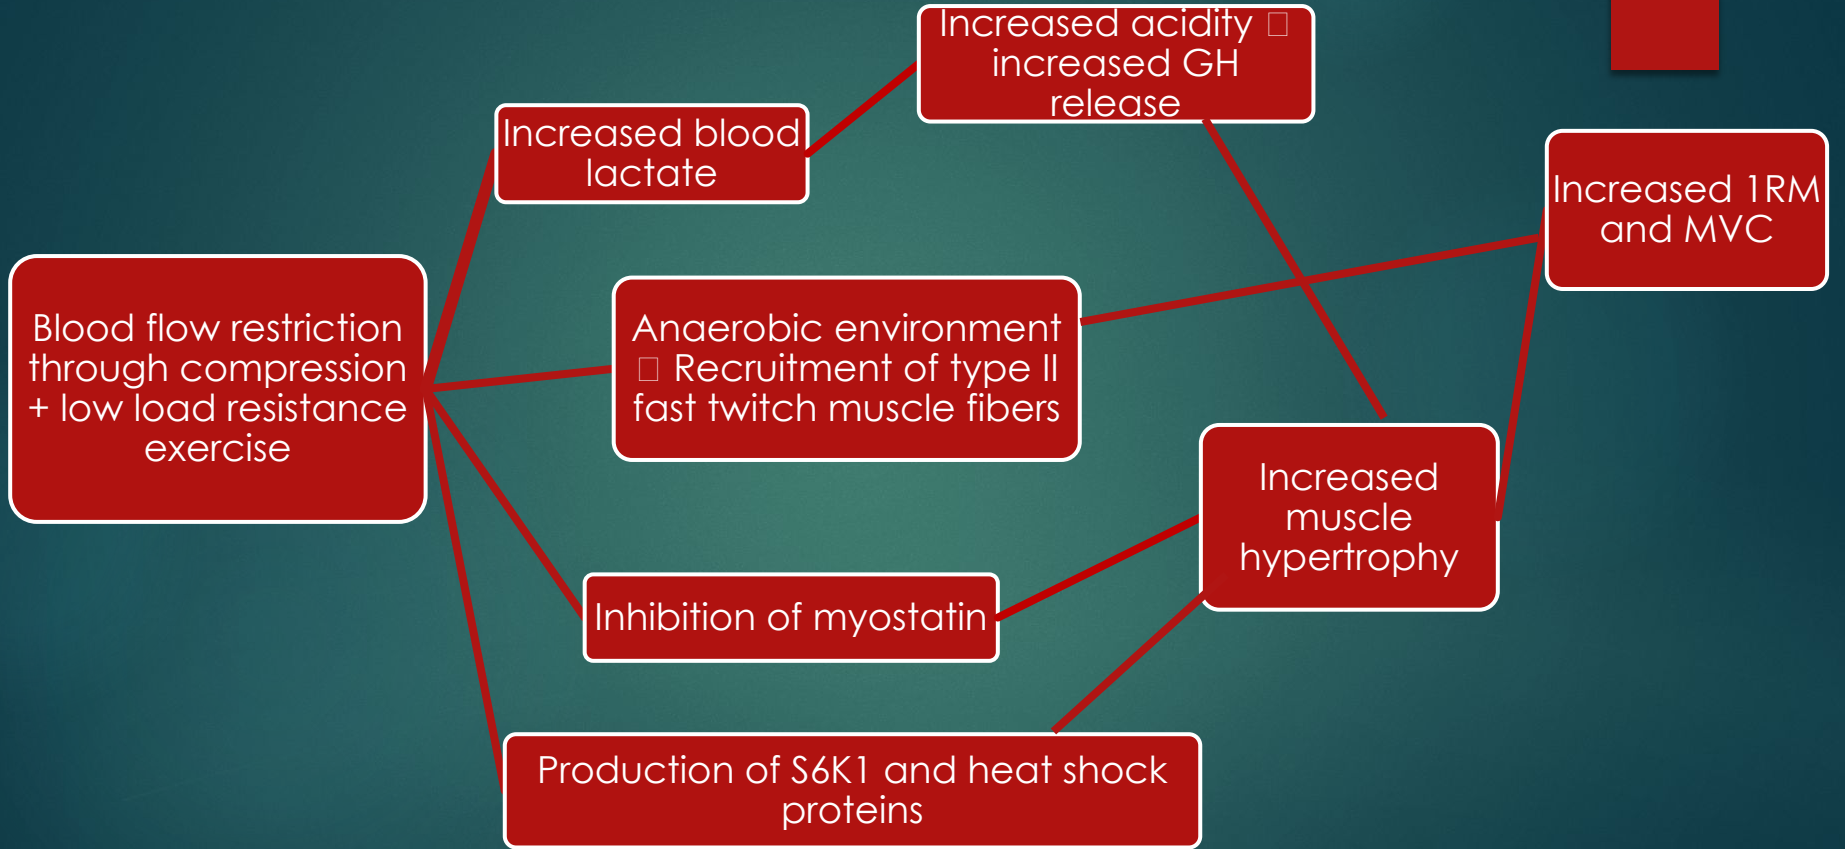 Increased acidity □
increased GH
release
Increased blood
lactate
Increased 1RM
and MVC
Blood flow restriction
through compression
+ low load resistance
exercise
Anaerobic environment
□ Recruitment of type II
fast twitch muscle fibers
Increased
muscle
hypertrophy
Inhibition of myostatin
Production of S6K1 and heat shock
proteins